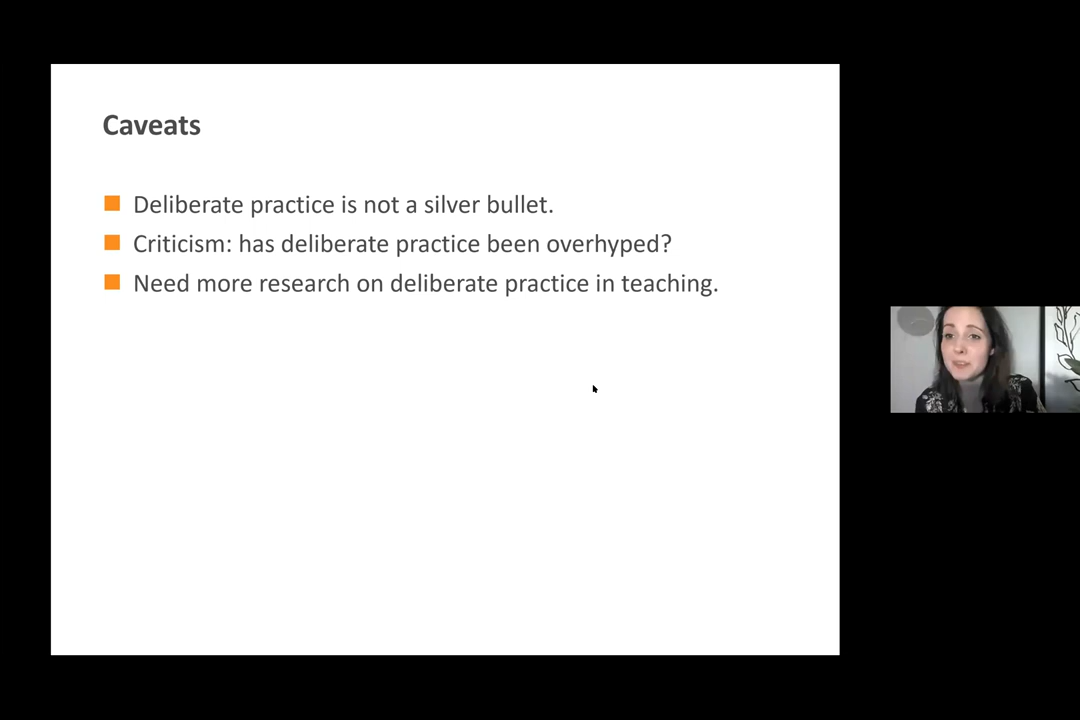 Caveats
Deliberate practice is not a silver bullet.
Criticism: has deliberate practice been overhyped?
Need more research on deliberate practice in teaching.